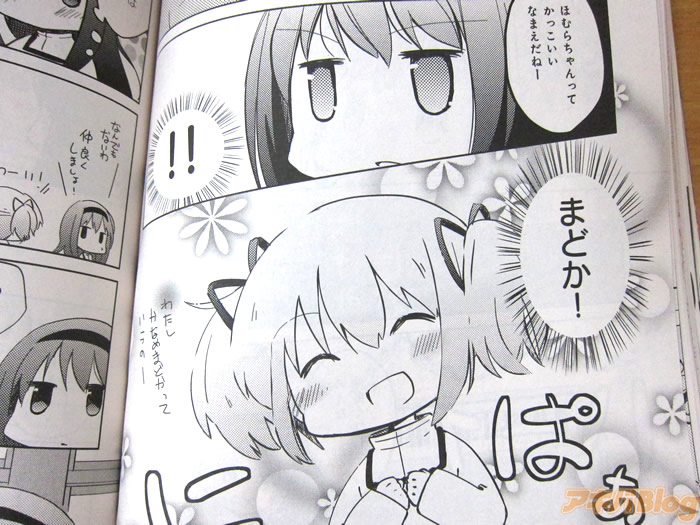 ほむらちゃんって
かっこいい
なまえだねー
!!
まどか!
わたし
かなめまどかって
いうのー
ぱぁ
に
なんでも
ないわ
仲良く
しましょう
わー!!!
アキバBlog